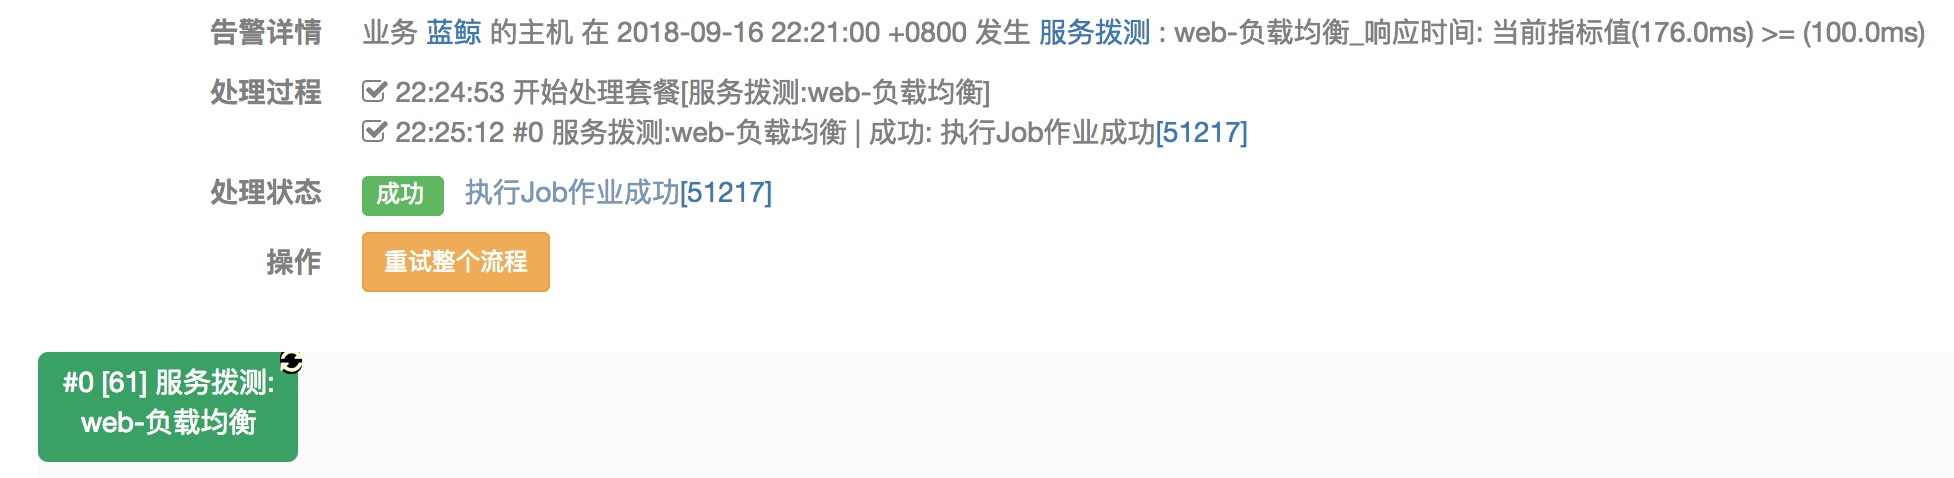 告警详情 业务 蓝鲸 的主机 在 2018-09-16 22:21:00 +0800 发生 服务拨测 : web-负载均衡_响应时间: 当前指标值(176.0ms) >= (100.0ms)
处理过程 22:24:53 开始处理套餐[服务拨测:web-负载均衡]
22:25:12 #0 服务拨测:web-负载均衡 | 成功: 执行Job作业成功[51217]
处理状态 成功 执行Job作业成功[51217]
操作 重试整个流程
#0 [61] 服务拨测:
web-负载均衡